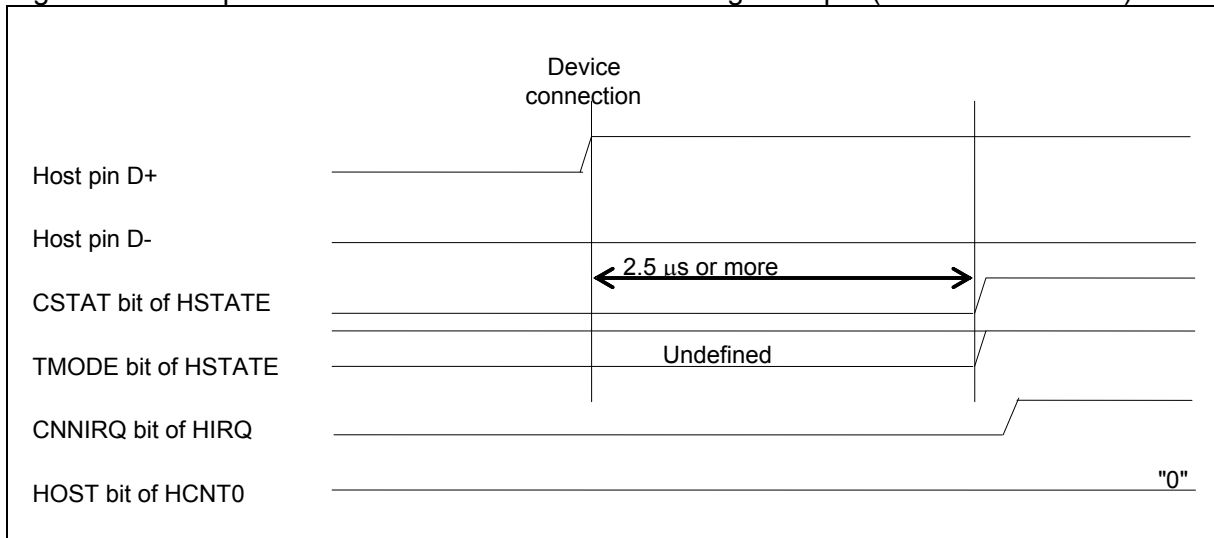 Device
connection
Host pin D+
Host pin D-
2.5 μs or more
CSTAT bit of HSTATE
Undefined
TMODE bit of HSTATE
CNNIRQ bit of HIRQ
"0"
HOST bit of HCNT0